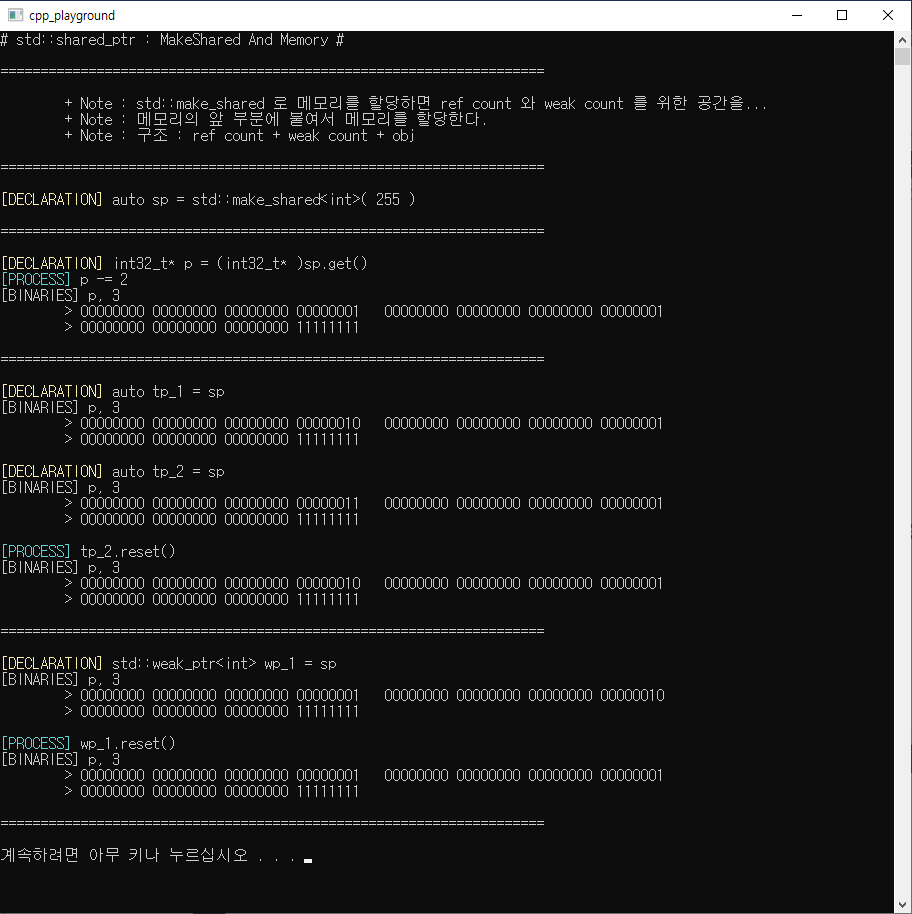 cpp_playground
# std::shared_ptr : MakeShared And Memory #
====================================================================
+ Note : std::make_shared 로 메모리를 할당하면 ref count 와 weak count 를 위한 공간을...
+ Note : 메모리의 앞 부분에 붙여서 메모리를 할당한다.
+ Note : 구조 : ref count + weak count + obj
====================================================================
[DECLARATION] auto sp = std::make_shared<int>( 255 )
====================================================================
[DECLARATION] int32_t* p = (int32_t* )sp.get()
[PROCESS] p -= 2
[BINARIES] p, 3
> 00000000 00000000 00000000 00000001   00000000 00000000 00000000 00000001
> 00000000 00000000 00000000 11111111
====================================================================
[DECLARATION] auto tp_1 = sp
[BINARIES] p, 3
> 00000000 00000000 00000000 00000010   00000000 00000000 00000000 00000001
> 00000000 00000000 00000000 11111111
[DECLARATION] auto tp_2 = sp
[BINARIES] p, 3
> 00000000 00000000 00000000 00000011   00000000 00000000 00000000 00000001
> 00000000 00000000 00000000 11111111
[PROCESS] tp_2.reset()
[BINARIES] p, 3
> 00000000 00000000 00000000 00000010   00000000 00000000 00000000 00000001
> 00000000 00000000 00000000 11111111
====================================================================
[DECLARATION] std::weak_ptr<int> wp_1 = sp
[BINARIES] p, 3
> 00000000 00000000 00000000 00000001   00000000 00000000 00000000 00000010
> 00000000 00000000 00000000 11111111
[PROCESS] wp_1.reset()
[BINARIES] p, 3
> 00000000 00000000 00000000 00000001   00000000 00000000 00000000 00000001
> 00000000 00000000 00000000 11111111
====================================================================
계속하려면 아무 키나 누르십시오 . . .